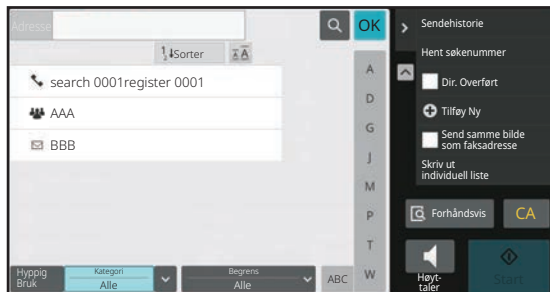 Adresse
OK
Sorter
search 0001register 0001
AAA
BBB
A
D
G
J
M
P
T
W
Hyppig
Bruk
Kategori
Alle
Begrens
Alle
ABC
Sendehistorie
Hent søkenummer
Dir. Overført
Tilføy Ny
Send samme bilde
som faksadresse
Skriv ut
individuell liste
Forhåndsvis
CA
Høyt-
taler
Start